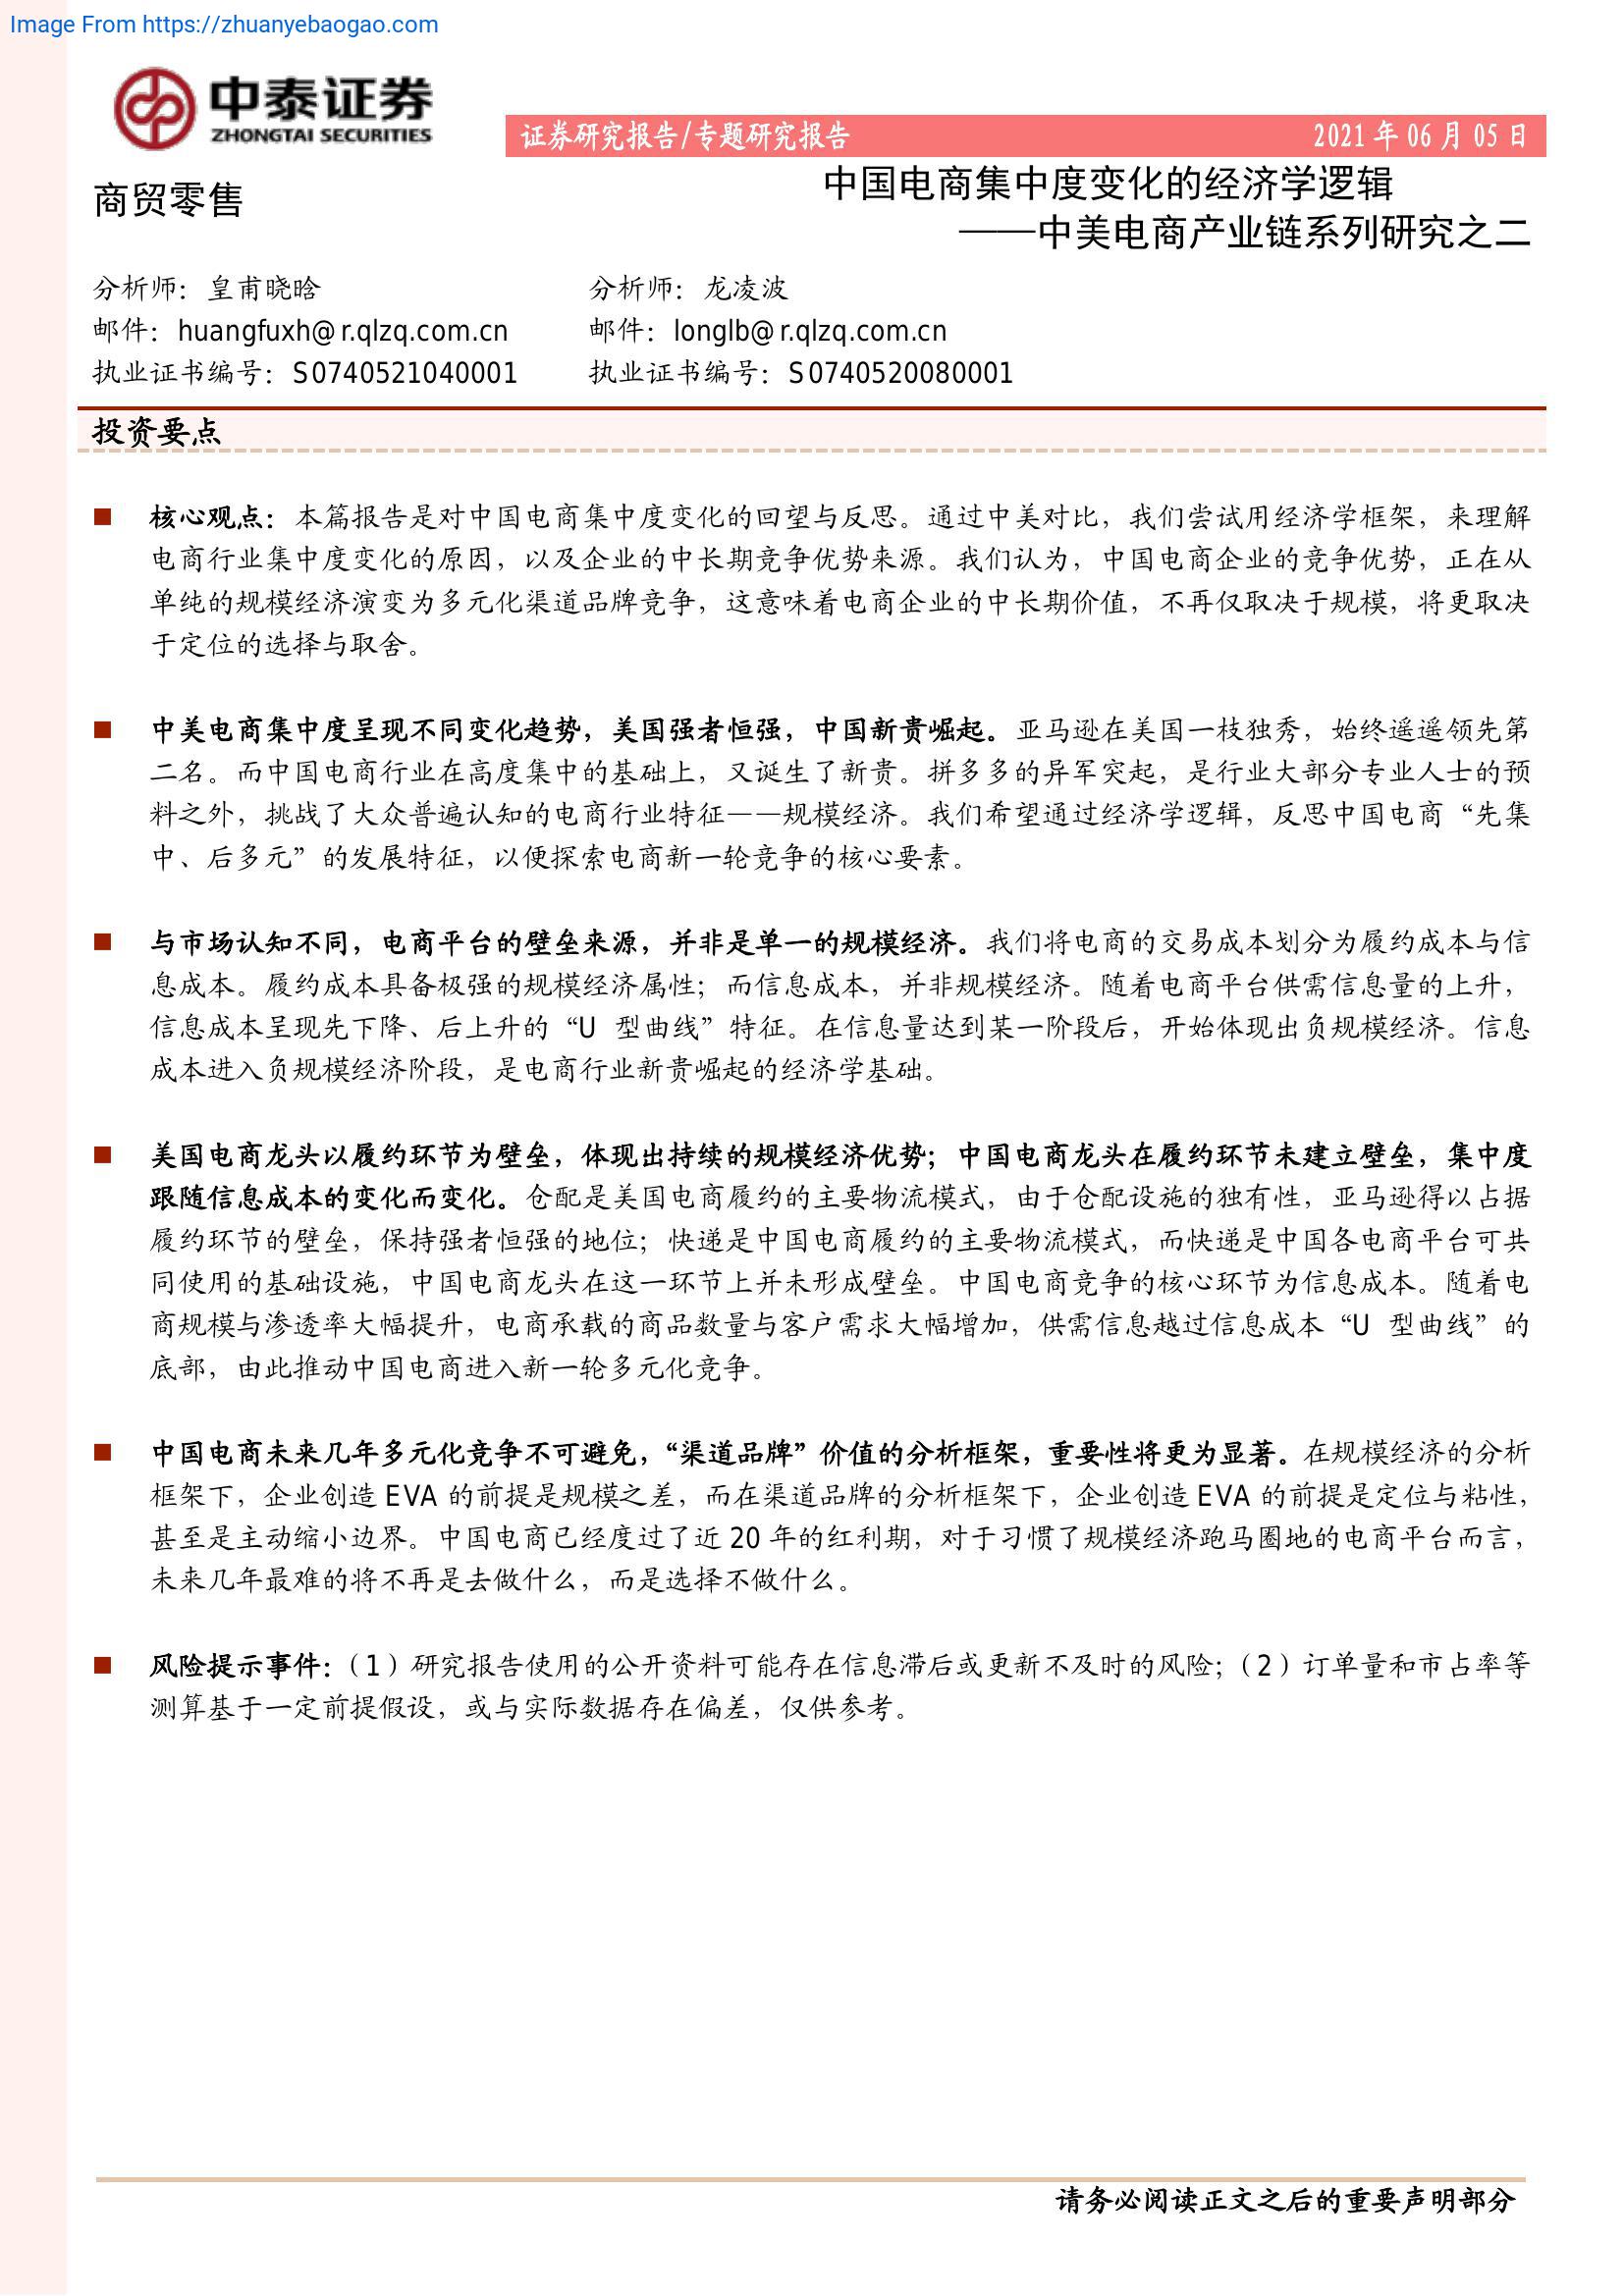 Image From https://zhuanyebaogao.com
中泰证券
ZHONGTAI SECURITIES
证券研究报告/专题研究报告 2021 年 06 月 05 日
商贸零售
中国电商集中度变化的经济学逻辑
——中美电商产业链系列研究之二
分析师：皇甫晓晗 分析师：龙凌波
邮件：huangfuxh@r.qlzq.com.cn 邮件：longlb@r.qlzq.com.cn
执业证书编号：S0740521040001 执业证书编号：S0740520080001
投资要点
■ 核心观点：本篇报告是对中国电商集中度变化的回望与反思。通过中美对比，我们尝试用经济学框架，来理解
电商行业集中度变化的原因，以及企业的中长期竞争优势来源。我们认为，中国电商企业的竞争优势，正在从
单纯的规模经济演变为多元化渠道品牌竞争，这意味着电商企业的中长期价值，不再仅取决于规模，将更取决
于定位的选择与取舍。
■ 中美电商集中度呈现不同变化趋势，美国强者恒强，中国新贵崛起。亚马逊在美国一枝独秀，始终遥遥领先第
二名。而中国电商行业在高度集中的基础上，又诞生了新贵。拼多多的异军突起，是行业大部分专业人士的预
料之外，挑战了大众普遍认知的电商行业特征——规模经济。我们希望通过经济学逻辑，反思中国电商“先集
中、后多元”的发展特征，以便探索电商新一轮竞争的核心要素。
■ 与市场认知不同，电商平台的壁垒来源，并非是单一的规模经济。我们将电商的交易成本划分为履约成本与信
息成本。履约成本具备极强的规模经济属性；而信息成本，并非规模经济。随着电商平台供需信息量的上升，
信息成本呈现先下降、后上升的“U 型曲线”特征。在信息量达到某一阶段后，开始体现出负规模经济。信息
成本进入负规模经济阶段，是电商行业新贵崛起的经济学基础。
■ 美国电商龙头以履约环节为壁垒，体现出持续的规模经济优势；中国电商龙头在履约环节未建立壁垒，集中度
跟随信息成本的变化而变化。仓配是美国电商履约的主要物流模式，由于仓配设施的独有性，亚马逊得以占据
履约环节的壁垒，保持强者恒强的地位；快递是中国电商履约的主要物流模式，而快递是中国各电商平台可共
同使用的基础设施，中国电商龙头在这一环节上并未形成壁垒。中国电商竞争的核心环节为信息成本。随着电
商规模与渗透率大幅提升，电商承载的商品数量与客户需求大幅增加，供需信息越过信息成本“U 型曲线”的
底部，由此推动中国电商进入新一轮多元化竞争。
■ 中国电商未来几年多元化竞争不可避免，“渠道品牌”价值的分析框架，重要性将更为显著。在规模经济的分析
框架下，企业创造 EVA 的前提是规模之差，而在渠道品牌的分析框架下，企业创造 EVA 的前提是定位与粘性，
甚至是主动缩小边界。中国电商已经度过了近 20 年的红利期，对于习惯了规模经济跑马圈地的电商平台而言，
未来几年最难的将不再是去做什么，而是选择不做什么。
■ 风险提示事件：（1）研究报告使用的公开资料可能存在信息滞后或更新不及时的风险；（2）订单量和市占率等
测算基于一定前提假设，或与实际数据存在偏差，仅供参考。
请务必阅读正文之后的重要声明部分